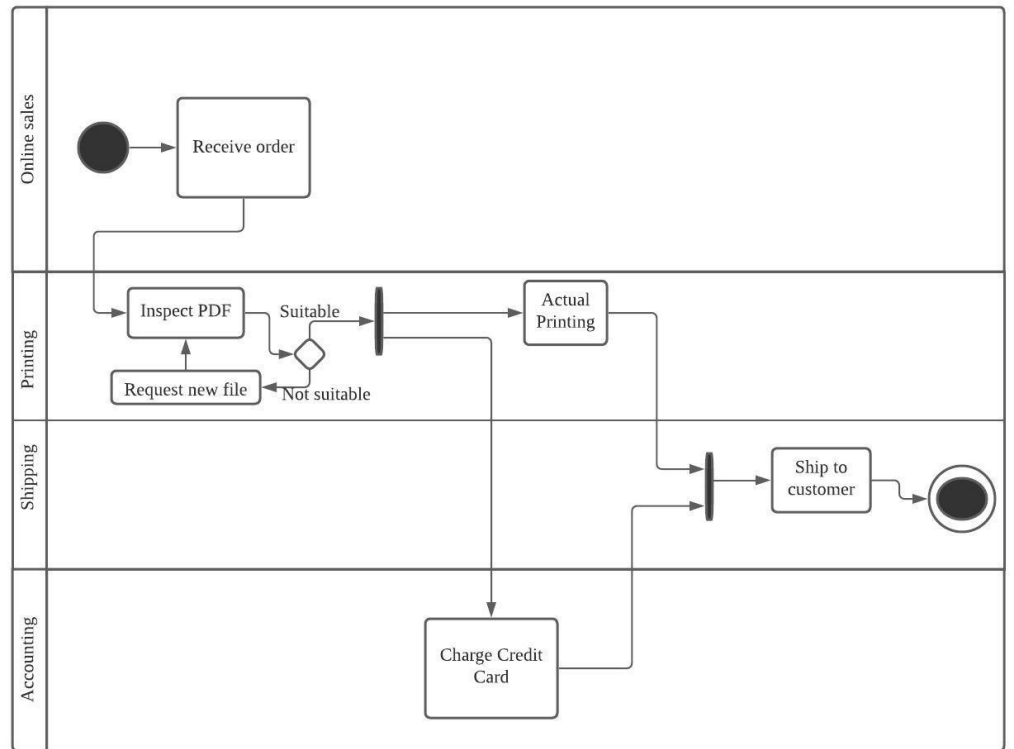 Online sales
Receive order
Printing
Inspect PDF
Suitable
Request new file
Not suitable
Actual
Printing
Shipping
Ship to
customer
Accounting
Charge Credit
Card